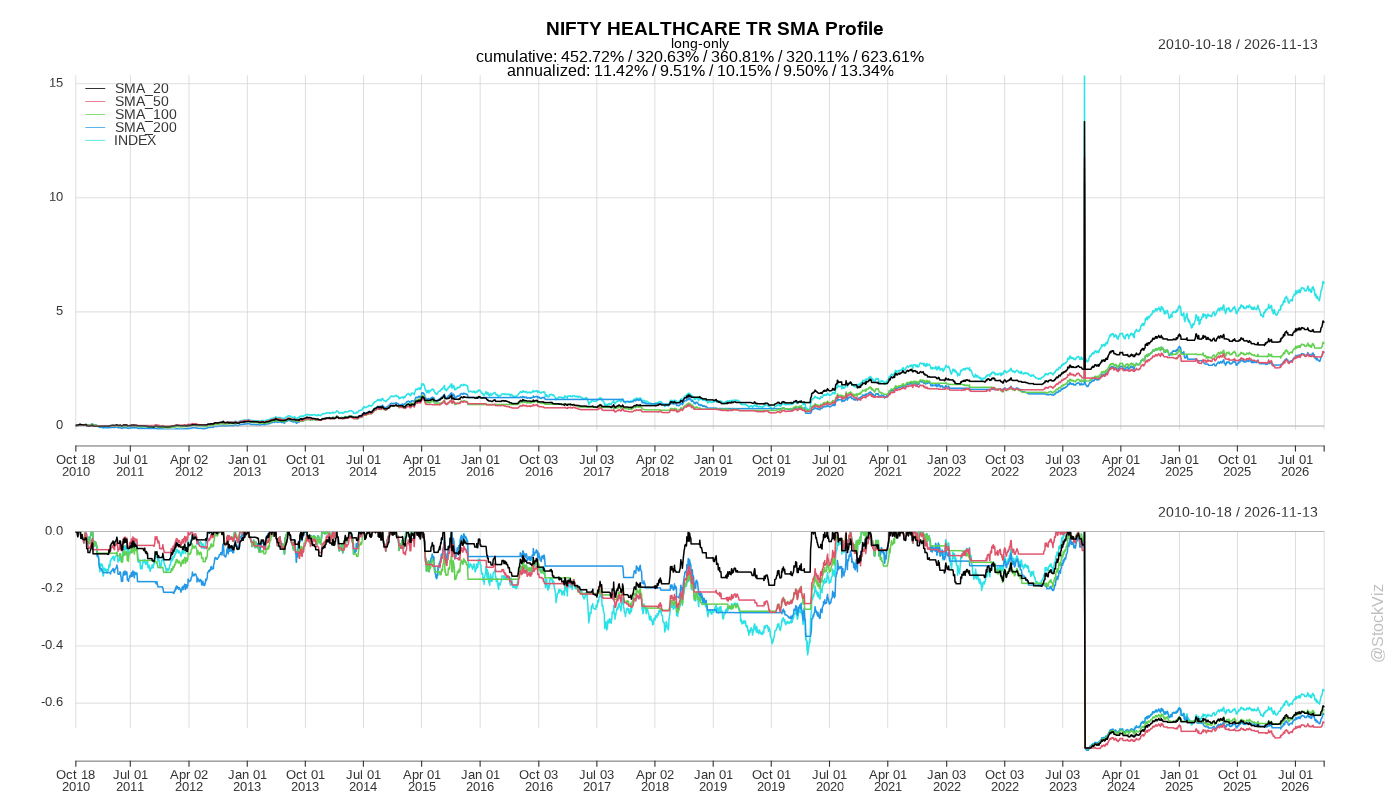 NIFTY HEALTHCARE TR SMA Profile
long-only
cumulative: 452.72% / 320.63% / 360.81% / 320.11% / 623.61%
annualized: 11.42% / 9.51% / 10.15% / 9.50% / 13.34%
2010-10-18 / 2026-11-13
15
10
5
0
SMA_20
SMA_50
SMA_100
SMA_200
INDEX
Oct 18 Jul 01 Apr 02 Jan 01 Oct 01 Jul 01 Apr 01 Jan 01 Oct 03 Jul 03 Apr 02 Jan 01 Oct 01 Jul 01 Apr 01 Jan 03 Oct 03 Jul 03 Apr 01 Jan 01 Oct 01 Jul 01
2010 2011 2012 2013 2013 2014 2015 2016 2016 2017 2018 2019 2019 2020 2021 2022 2022 2023 2024 2025 2025 2026
2010-10-18 / 2026-11-13
0.0
-0.2
-0.4
-0.6
Oct 18 Jul 01 Apr 02 Jan 01 Oct 01 Jul 01 Apr 01 Jan 01 Oct 03 Jul 03 Apr 02 Jan 01 Oct 01 Jul 01 Apr 01 Jan 03 Oct 03 Jul 03 Apr 01 Jan 01 Oct 01 Jul 01
2010 2011 2012 2013 2013 2014 2015 2016 2016 2017 2018 2019 2019 2020 2021 2022 2022 2023 2024 2025 2025 2026
@StockViz